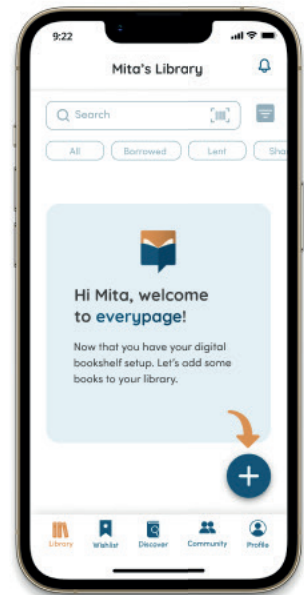 9:22
Mita's Library
Search
All Borrowed Lent Sha
Hi Mita, welcome
to everypage!
Now that you have your digital
bookshelf setup. Let's add some
books to your library.
Library Wishlist Discover Community Profile